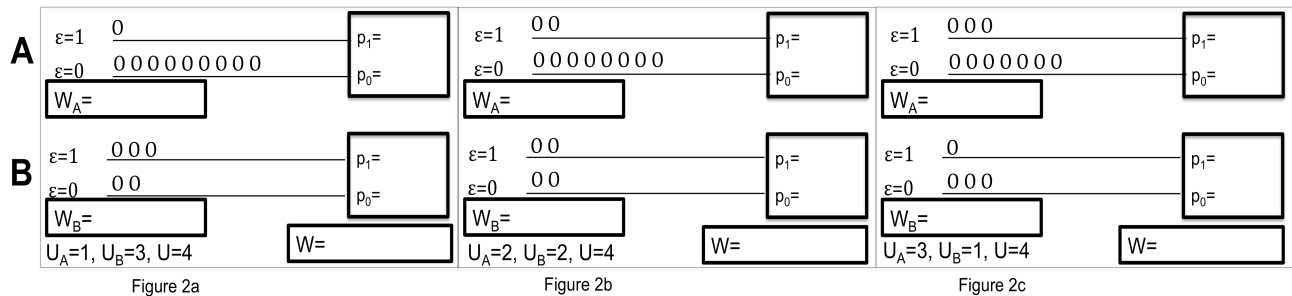 A
B
ε=1 0 p₁=
ε=0 0 0 0 0 0 0 0 0 0 p₀=
W_A=
ε=1 0 0 0 p₁=
ε=0 0 0 p₀=
W_B=
W=
U_A=1, U_B=3, U=4
Figure 2a
ε=1 0 0 p₁=
ε=0 0 0 0 0 0 0 0 0 p₀=
W_A=
ε=1 0 0 p₁=
ε=0 0 0 p₀=
W_B=
W=
U_A=2, U_B=2, U=4
Figure 2b
ε=1 0 0 0 p₁=
ε=0 0 0 0 0 0 0 0 p₀=
W_A=
ε=1 0 p₁=
ε=0 0 0 0 p₀=
W_B=
W=
U_A=3, U_B=1, U=4
Figure 2c